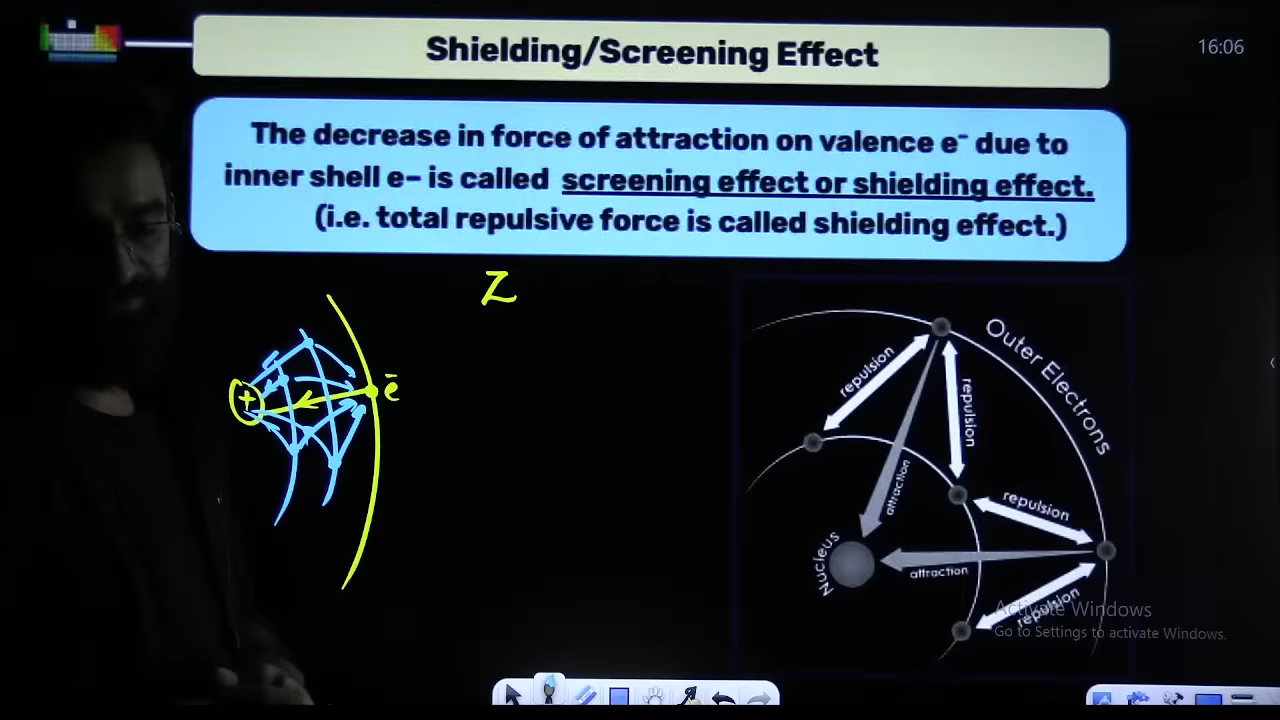 Shielding/Screening Effect
16:06
The decrease in force of attraction on valence e⁻ due to
inner shell e– is called screening effect or shielding effect.
(i.e. total repulsive force is called shielding effect.)
Z
+
ē
Outer Electrons
repulsion
repulsion
attraction
repulsion
Nucleus
attraction
repulsion
Activate Windows
Go to Settings to activate Windows.